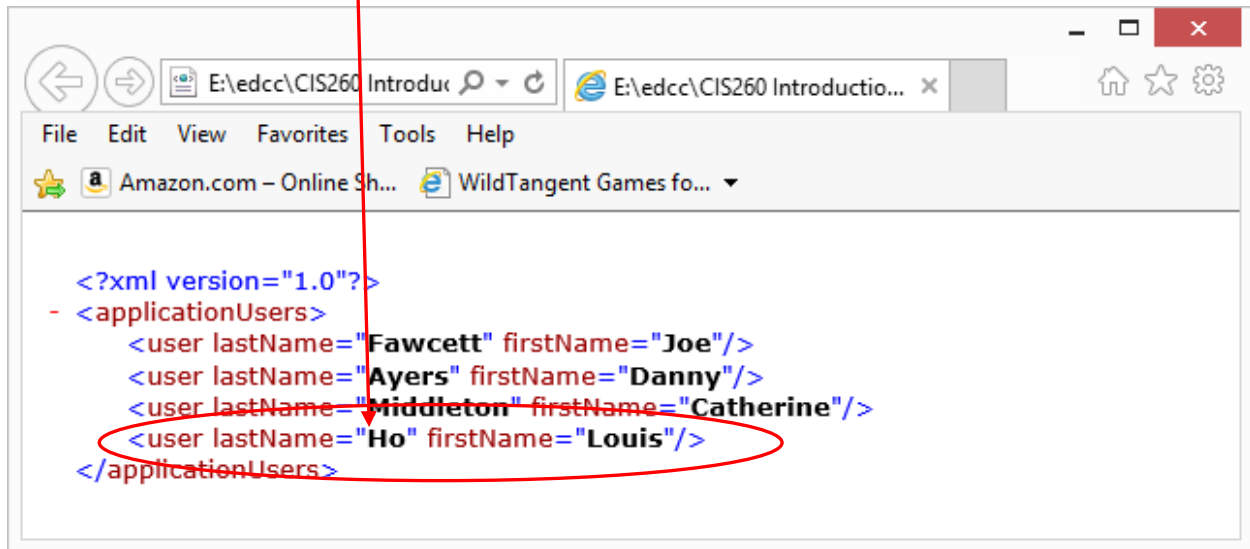 E:\edcc\CIS260 Introduc
E:\edcc\CIS260 Introductio...
File Edit View Favorites Tools Help
Amazon.com – Online Sh... WildTangent Games fo...
<?xml version="1.0"?>
- <applicationUsers>
<user lastName="Fawcett" firstName="Joe"/>
<user lastName="Ayers" firstName="Danny"/>
<user lastName="Middleton" firstName="Catherine"/>
<user lastName="Ho" firstName="Louis"/>
</applicationUsers>